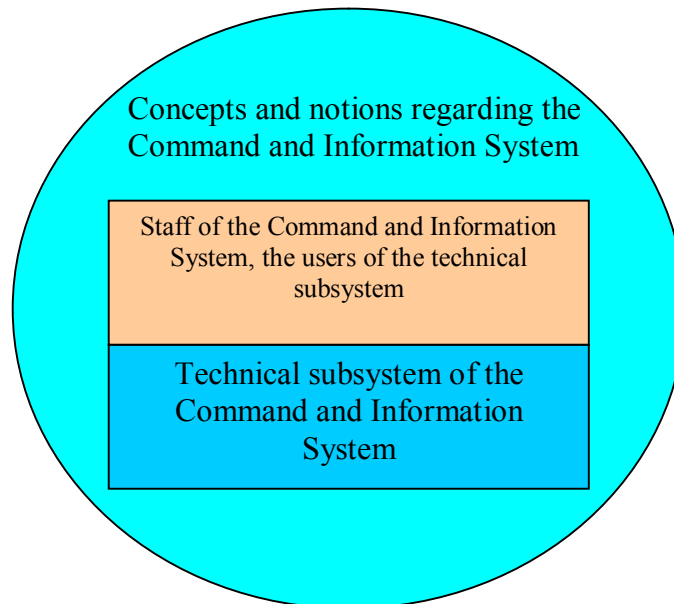 Concepts and notions regarding the
Command and Information System
Staff of the Command and Information
System, the users of the technical
subsystem
Technical subsystem of the
Command and Information
System